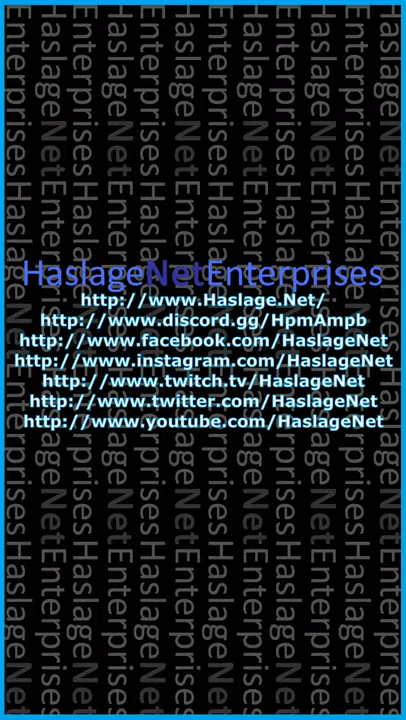 HaslageNetEnterprises
http://www.Haslage.Net/
http://www.discord.gg/HpmAmpb
http://www.facebook.com/HaslageNet
http://www.instagram.com/HaslageNet
http://www.twitch.tv/HaslageNet
http://www.twitter.com/HaslageNet
http://www.youtube.com/HaslageNet